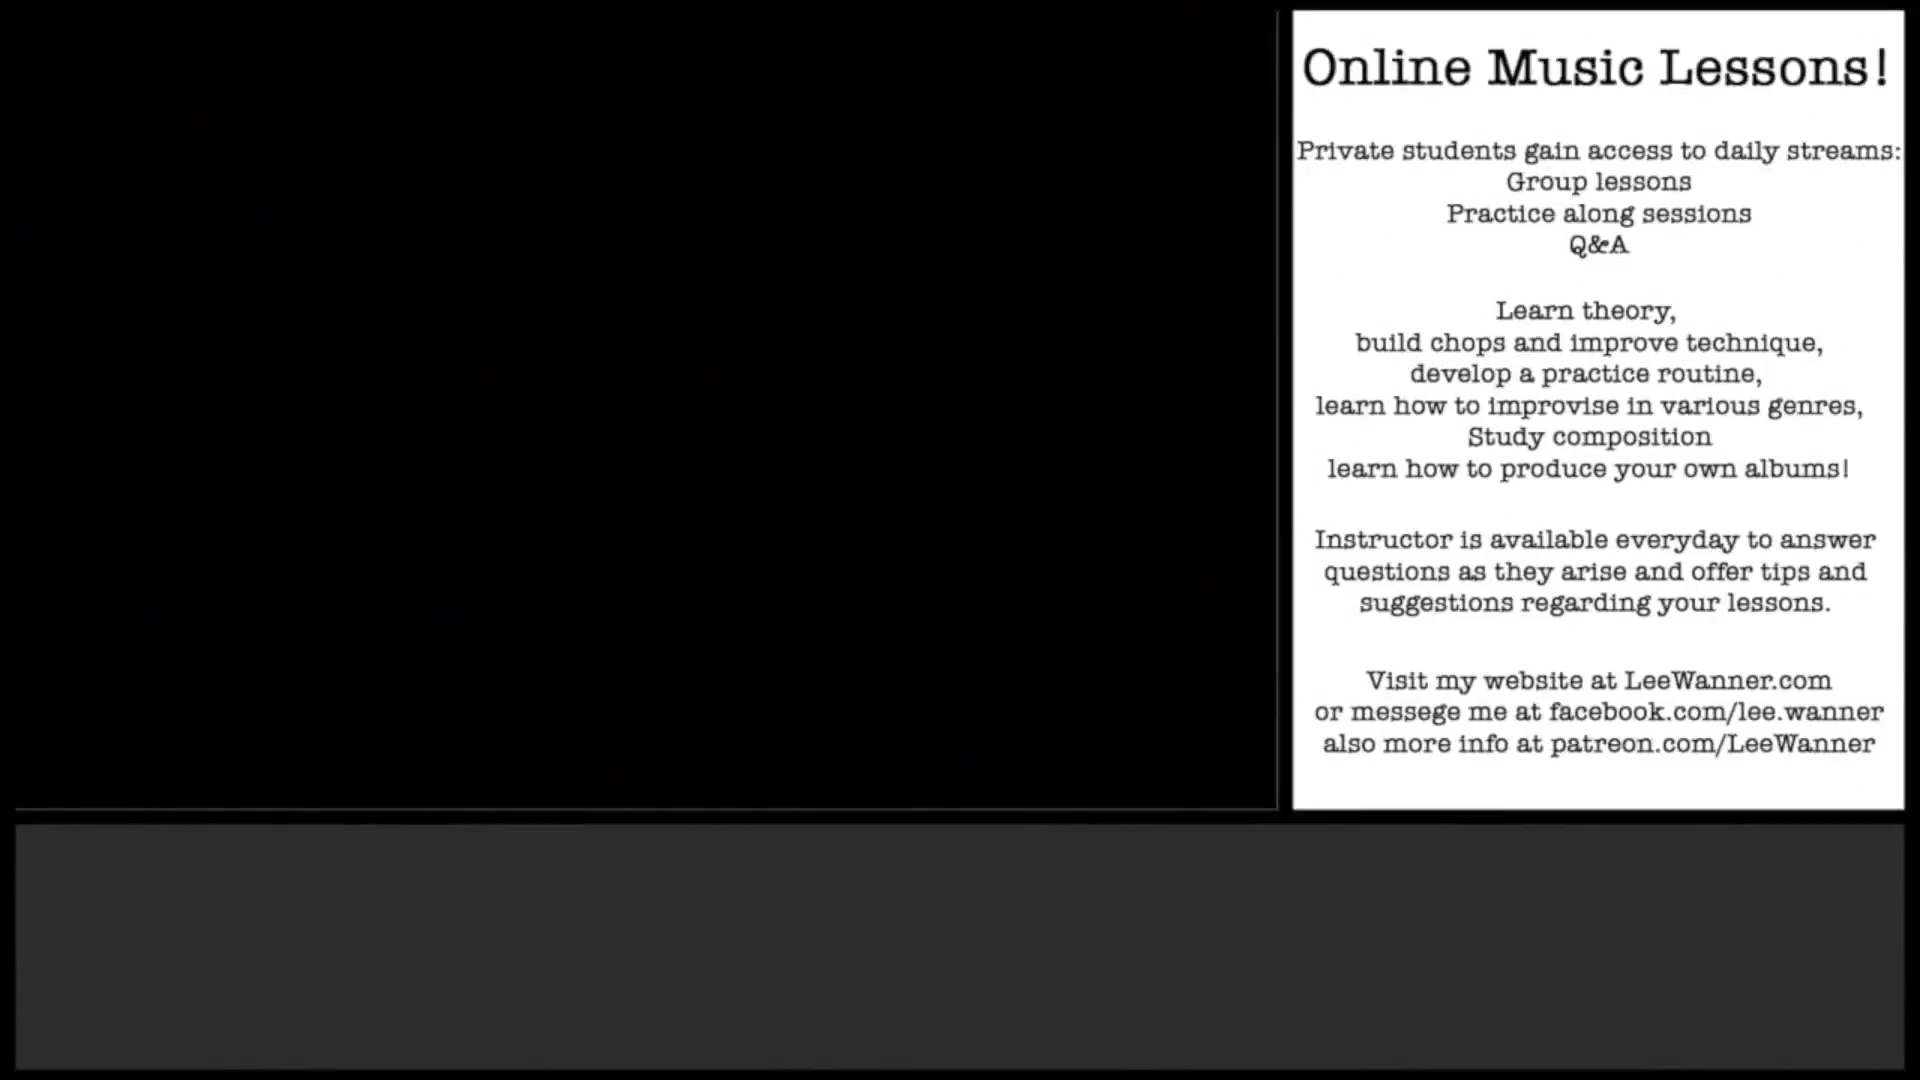 Online Music Lessons!
Private students gain access to daily streams:
Group lessons
Practice along sessions
Q&A
Learn theory,
build chops and improve technique,
develop a practice routine,
learn how to improvise in various genres,
Study composition
learn how to produce your own albums!
Instructor is available everyday to answer
questions as they arise and offer tips and
suggestions regarding your lessons.
Visit my website at LeeWanner.com
or messege me at facebook.com/lee.wanner
also more info at patreon.com/LeeWanner